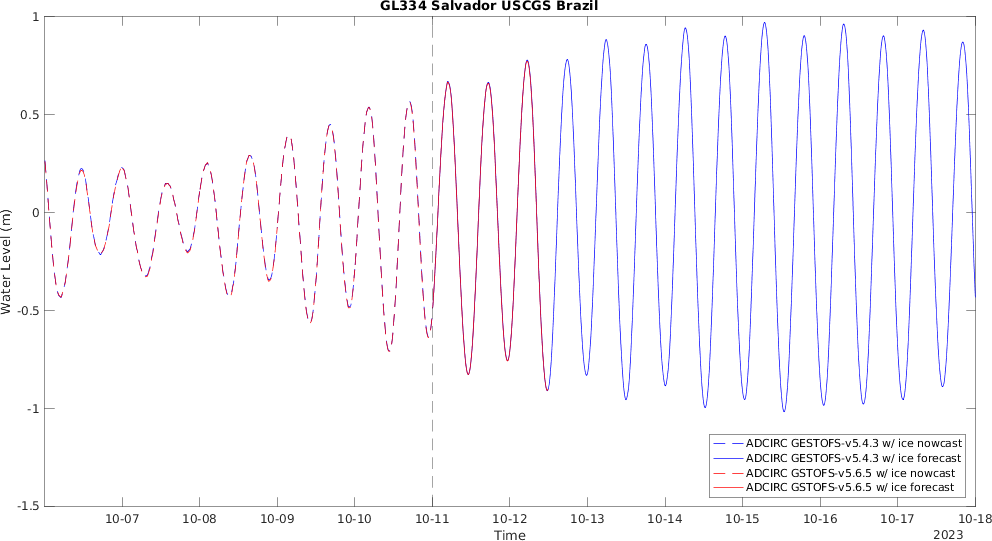 GL334 Salvador USCGS Brazil
Water Level (m)
1
0.5
0
-0.5
-1
-1.5
ADCIRC GESTOFS-v5.4.3 w/ ice nowcast
ADCIRC GESTOFS-v5.4.3 w/ ice forecast
ADCIRC GSTOFS-v5.6.5 w/ ice nowcast
ADCIRC GSTOFS-v5.6.5 w/ ice forecast
10-07 10-08 10-09 10-10 10-11 10-12 10-13 10-14 10-15 10-16 10-17 10-18
Time
2023